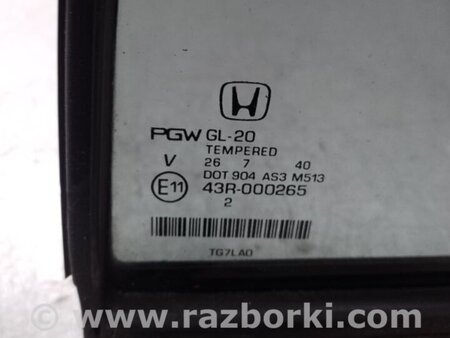 PGW GL-20
TEMPERED
V 26 7 40
DOT 904 AS3 M513
E11 43R-000265
2
TG7LA0
www.razborki.com